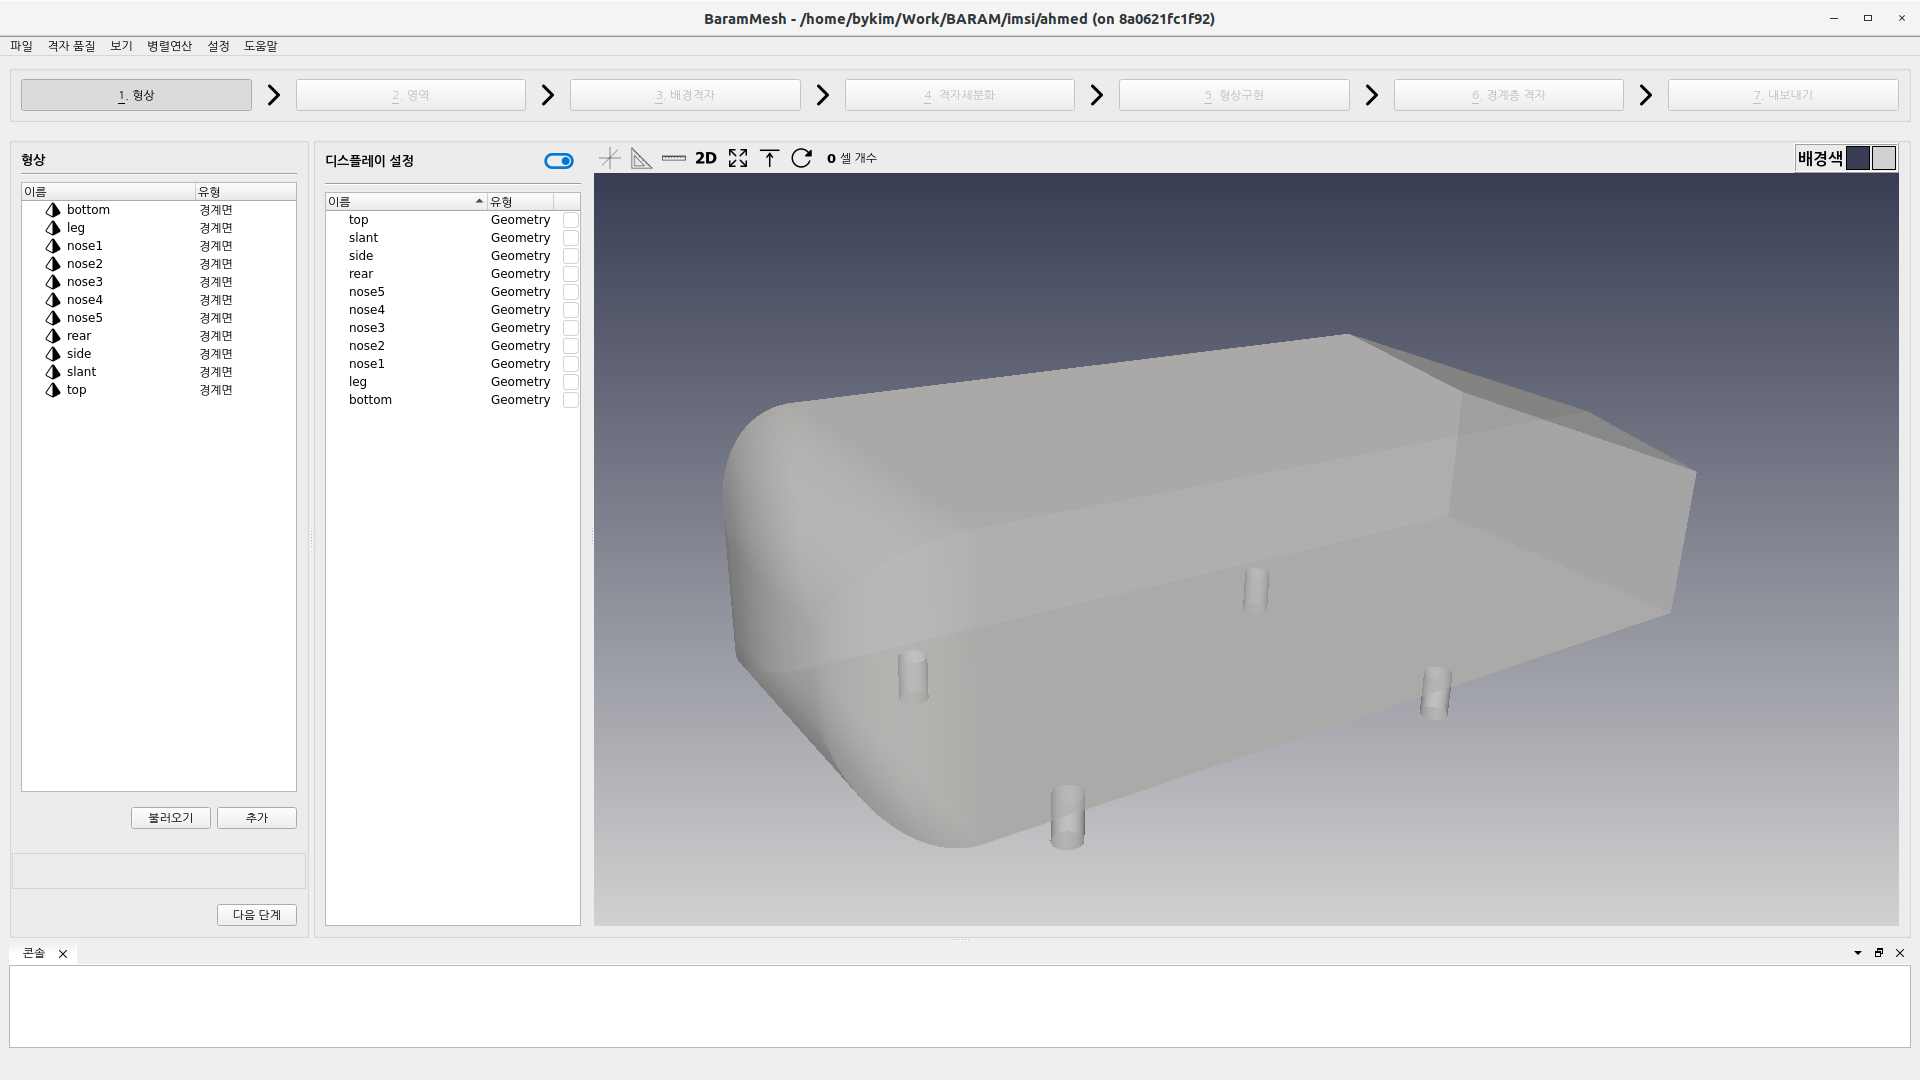 BaramMesh - /home/bykim/Work/BARAM/imsi/ahmed (on 8a0621fc1f92)
파일 격자 품질 보기 병렬연산 설정 도움말
1. 형상 2. 영역 3. 배경격자 4. 격자세분화 5. 형상구현 6. 경계층 격자 7. 내보내기
형상
이름 유형
bottom 경계면
leg 경계면
nose1 경계면
nose2 경계면
nose3 경계면
nose4 경계면
nose5 경계면
rear 경계면
side 경계면
slant 경계면
top 경계면
불러오기 추가
다음 단계
디스플레이 설정
이름 유형
top Geometry
slant Geometry
side Geometry
rear Geometry
nose5 Geometry
nose4 Geometry
nose3 Geometry
nose2 Geometry
nose1 Geometry
leg Geometry
bottom Geometry
2D 0 셀 개수
배경색
콘솔